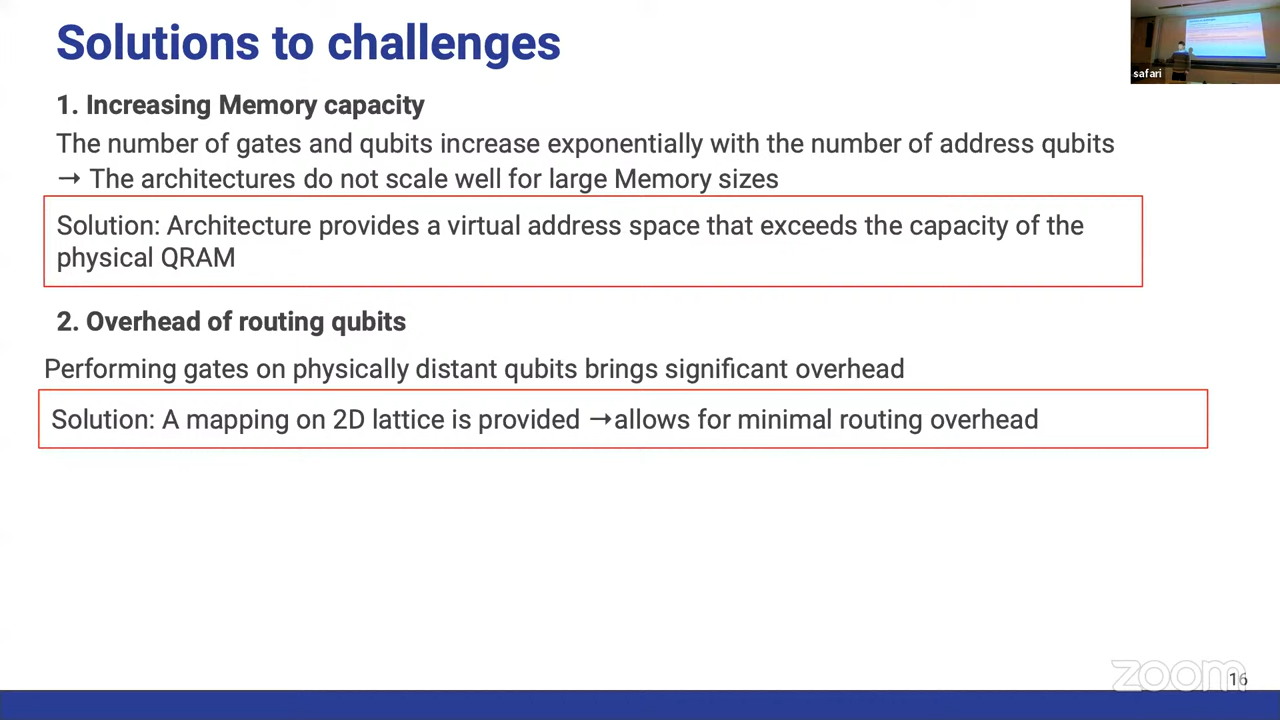 Solutions to challenges
safari
1. Increasing Memory capacity
The number of gates and qubits increase exponentially with the number of address qubits
→ The architectures do not scale well for large Memory sizes
Solution: Architecture provides a virtual address space that exceeds the capacity of the
physical QRAM
2. Overhead of routing qubits
Performing gates on physically distant qubits brings significant overhead
Solution: A mapping on 2D lattice is provided →allows for minimal routing overhead
zoom
16